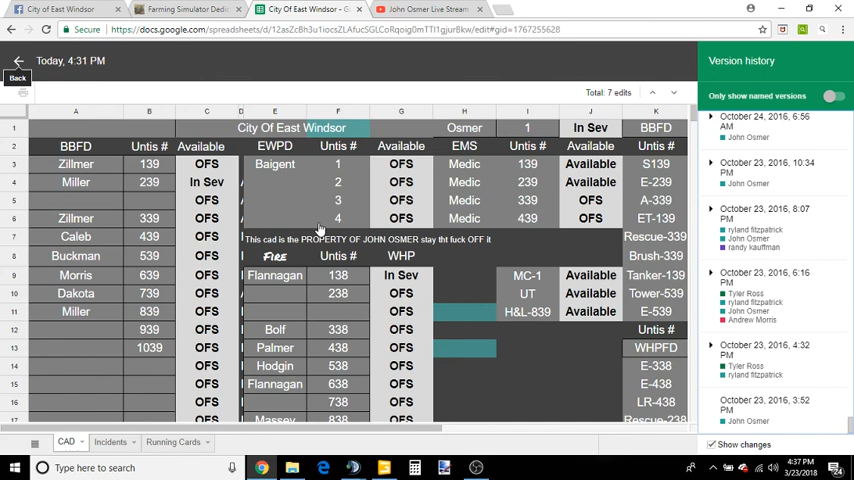 City of East Windsor
Farming Simulator Dedic
City Of East Windsor - G
John Osmer Live Stream
Secure
https://docs.google.com/spreadsheets/d/12asZcBh3u1iocsZLAFcUcSGLCoRqoig0mTTI1gjur8kw/edit#gid=1767255628
Today, 4:31 PM
Version history
Back
Total: 7 edits
Only show named versions
A B C D E F G H I J K
1 City Of East Windsor Osmer 1 In Sev BBFD
2 BBFD Untis # Available EWPD Untis # Available EMS Untis # Available Untis #
3 Zillmer 139 OFS Baigent 1 OFS Medic 139 Available S139
4 Miller 239 In Sev 2 OFS Medic 239 Available E-239
5 OFS 3 OFS Medic 339 OFS A-339
6 Zillmer 339 OFS 4 OFS Medic 439 OFS ET-139
7 Caleb 439 OFS This cad is the PROPERTY OF JOHN OSMER stay tht fuck OFF it Rescue-339
8 Buckman 539 OFS FIRE Untis # WHP Brush-339
9 Morris 639 OFS Flannagan 138 In Sev MC-1 Available Tanker-139
10 Dakota 739 OFS 238 OFS UT Available Tower-539
11 Miller 839 OFS OFS H&L-839 Available E-539
12 939 OFS Bolf 338 OFS Untis #
13 1039 OFS Palmer 438 OFS WHPFD
14 OFS Hodgin 538 OFS E-338
15 OFS Flannagan 638 OFS E-438
16 OFS 738 OFS LR-438
17 OFS Massey 838 OFS Rescue-238
October 24, 2016, 6:56 AM
John Osmer
October 23, 2016, 10:34 PM
John Osmer
October 23, 2016, 8:07 PM
ryland fitzpatrick
John Osmer
randy kauffman
October 23, 2016, 6:16 PM
Tyler Ross
ryland fitzpatrick
John Osmer
Andrew Morris
October 23, 2016, 4:32 PM
Tyler Ross
ryland fitzpatrick
October 23, 2016, 3:52 PM
John Osmer
Show changes
CAD
Incidents
Running Cards
Type here to search
4:37 PM
3/23/2018